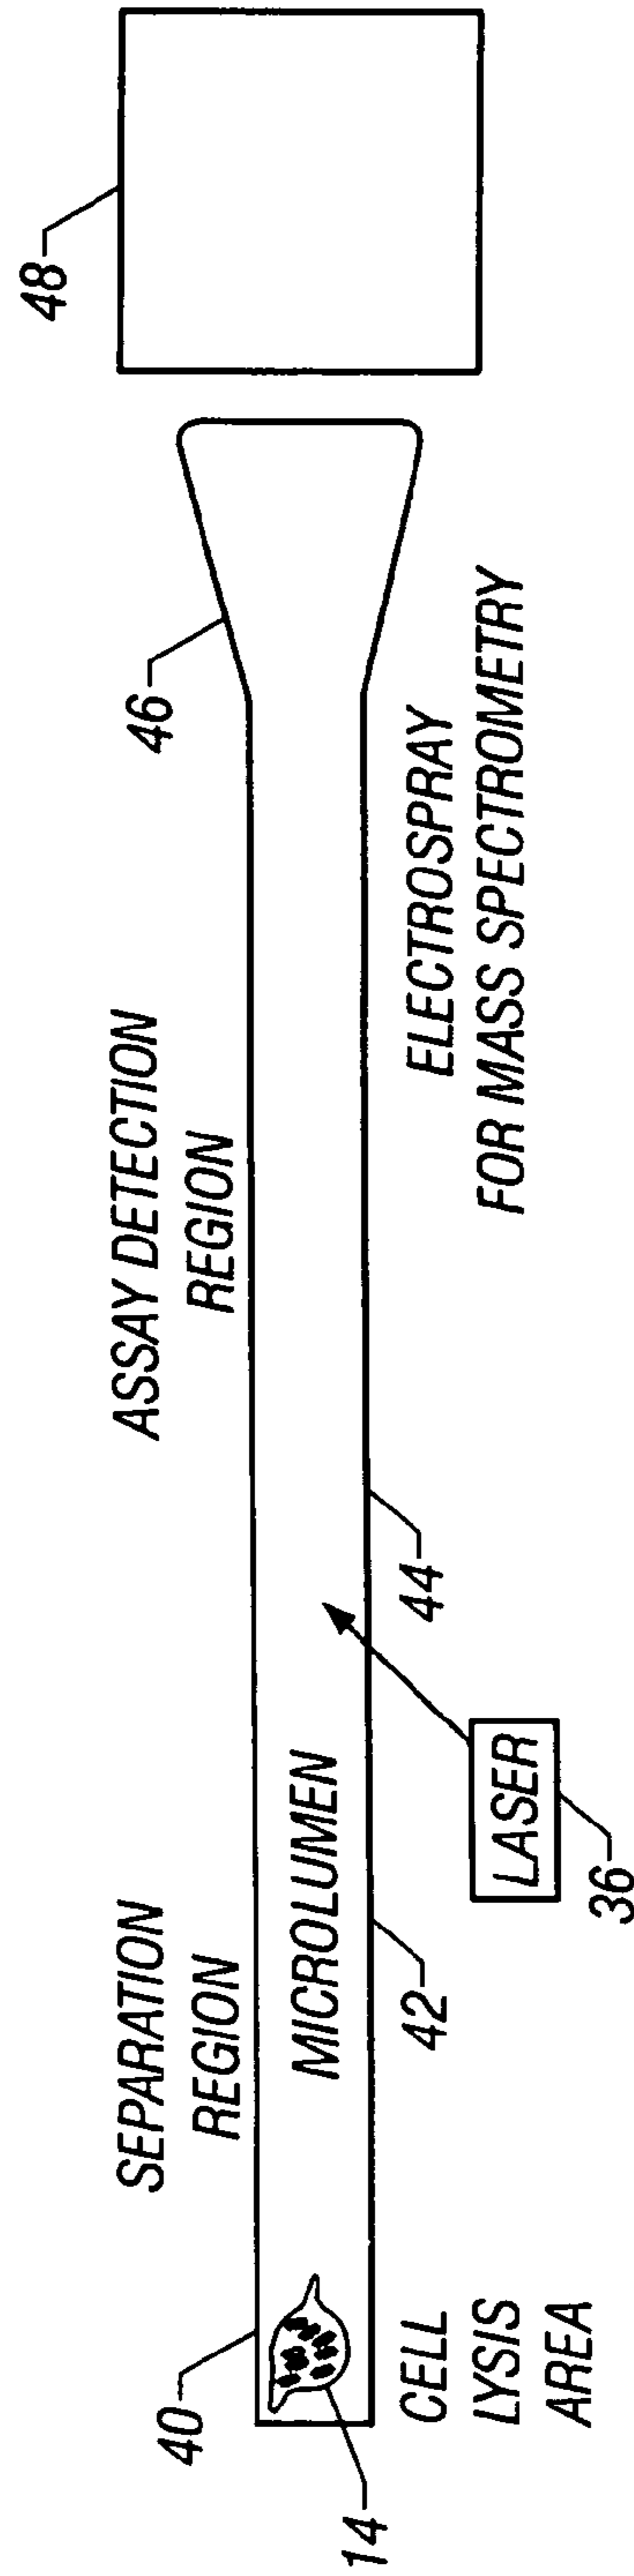 48
46
ASSAY DETECTION
REGION
ELECTROSPRAY
FOR MASS SPECTROMETRY
SEPARATION
REGION
MICROLUMEN
44
LASER
36
42
40
14
CELL
LYSIS
AREA